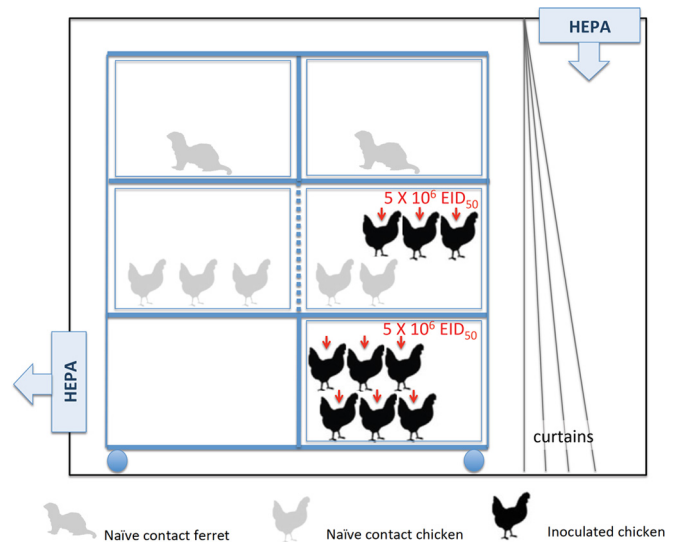 HEPA
5 X 10⁶ EID₅₀
5 X 10⁶ EID₅₀
HEPA
curtains
Naïve contact ferret
Naïve contact chicken
Inoculated chicken